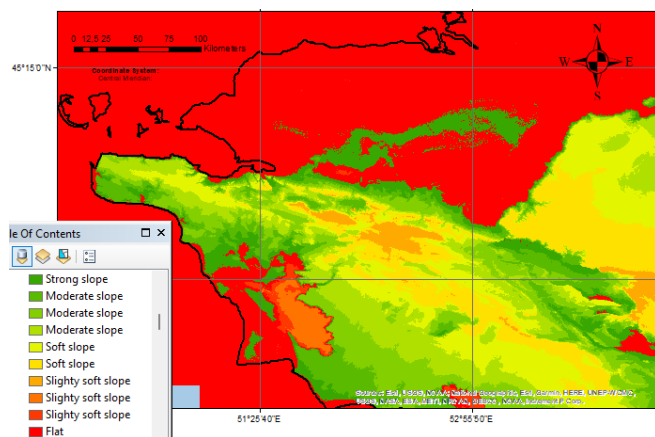 0 12,5 25 50 75 100
Kilometers
45°15'0"N
Coordinate System:
Central Meridian:
N
W E
S
le Of Contents
Strong slope
Moderate slope
Moderate slope
Moderate slope
Soft slope
Soft slope
Slighty soft slope
Slighty soft slope
Slighty soft slope
Flat
51°25'40"E
52°55'50"E